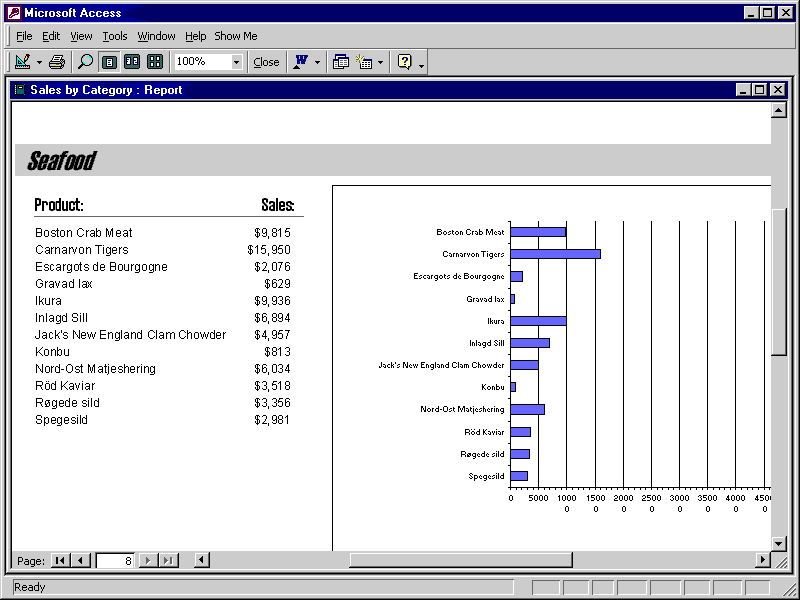 Microsoft Access
File Edit View Tools Window Help Show Me
100% Close
Sales by Category : Report
Seafood
Product: Sales:
Boston Crab Meat $9,815
Carnarvon Tigers $15,950
Escargots de Bourgogne $2,076
Gravad lax $629
Ikura $9,936
Inlagd Sill $6,894
Jack's New England Clam Chowder $4,957
Konbu $813
Nord-Ost Matjeshering $6,034
Röd Kaviar $3,518
Røgede sild $3,356
Spegesild $2,981
Boston Crab Meat
Carnarvon Tigers
Escargots de Bourgogne
Gravad lax
Ikura
Inlagd Sill
Jack's New England Clam Chowder
Konbu
Nord-Ost Matjeshering
Röd Kaviar
Røgede sild
Spegesild
0 5000 1000 1500 2000 2500 3000 3500 4000 450
0 0 0 0 0 0 0 0
Page: 8
Ready